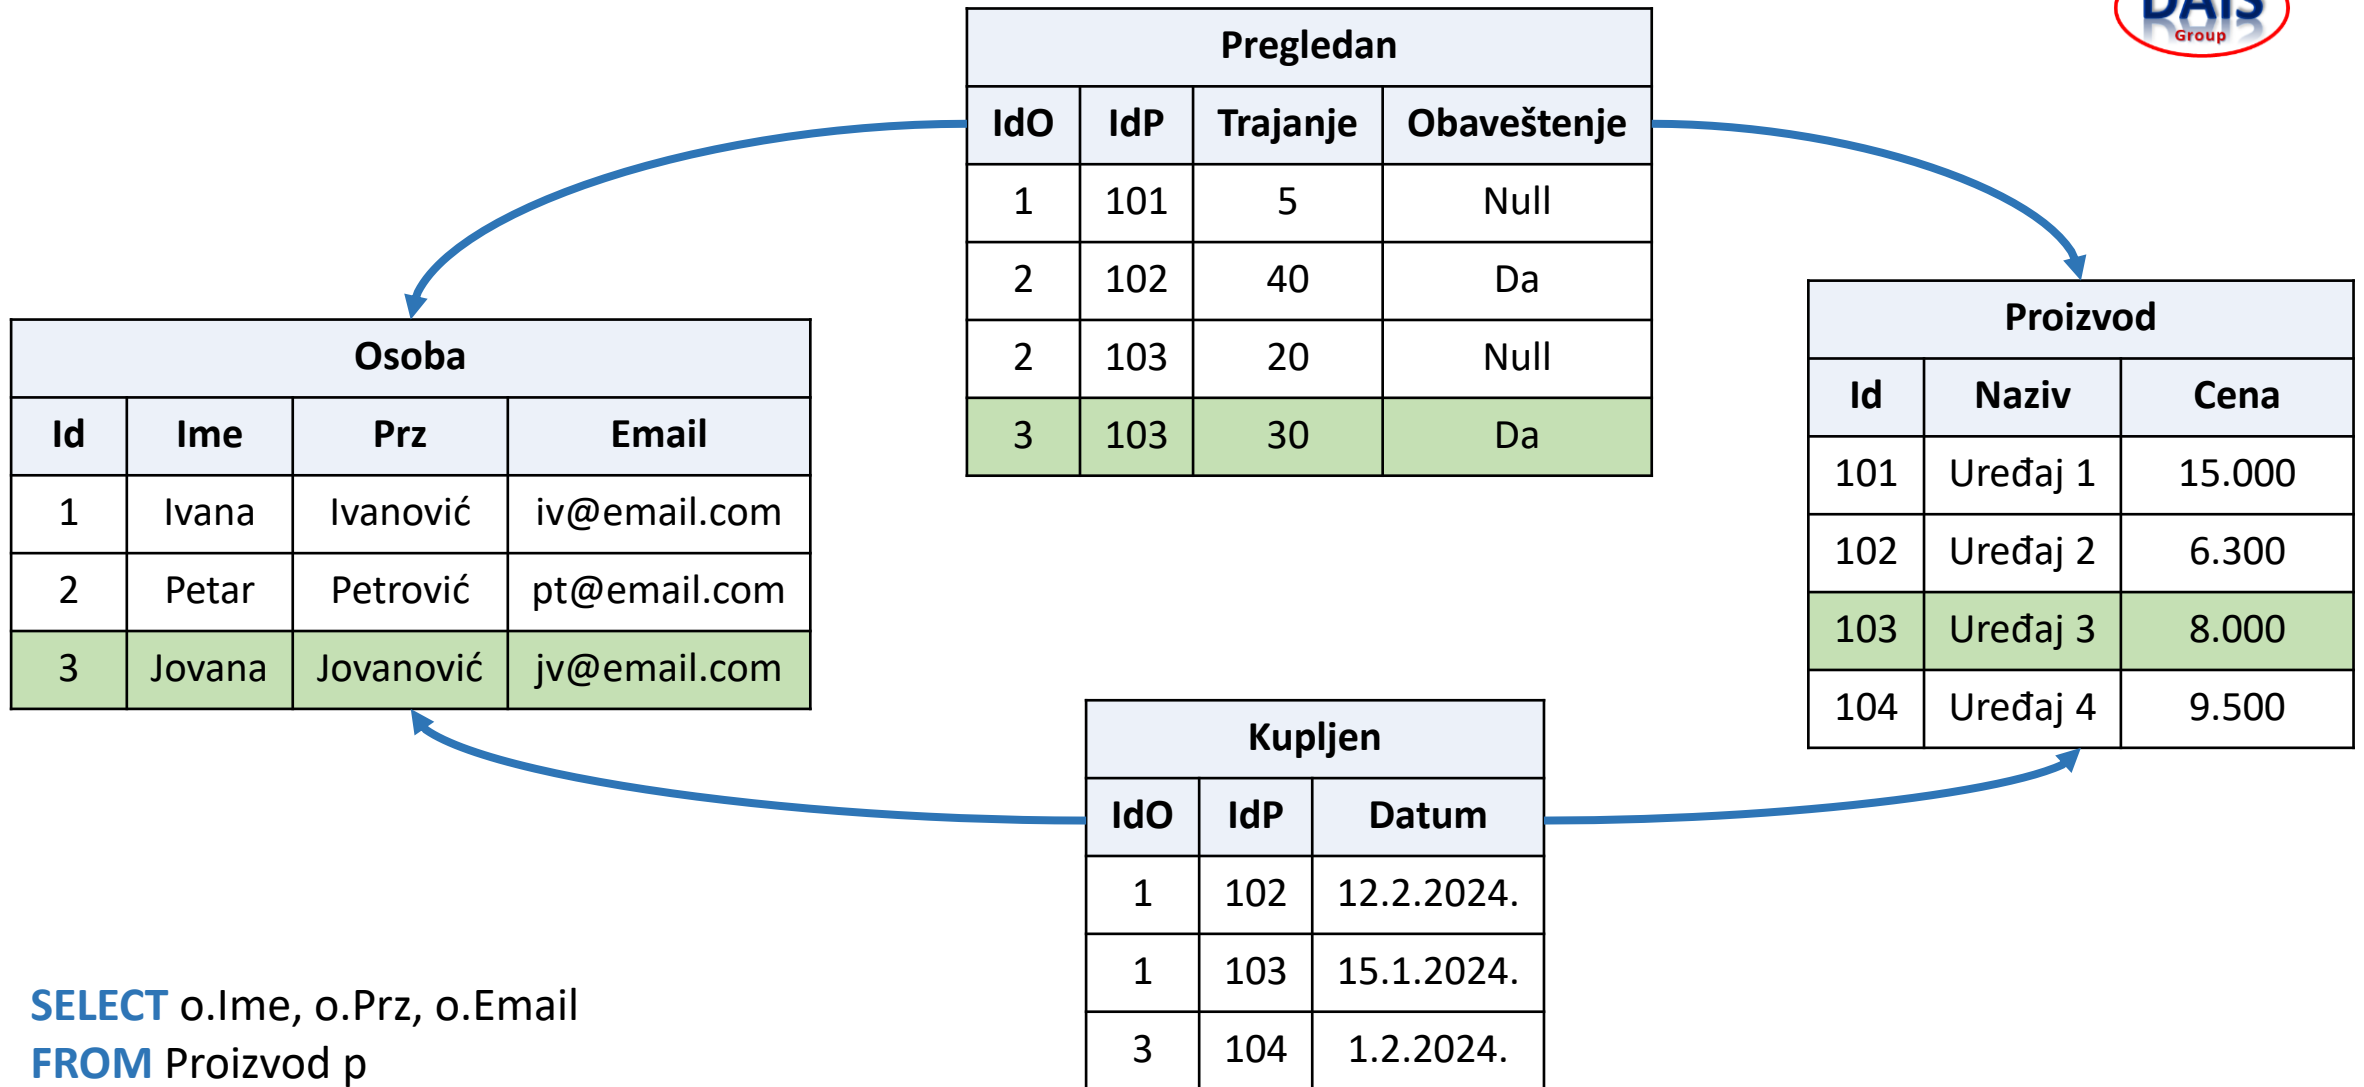 DAIS
Group
Pregledan
IdO IdP Trajanje Obaveštenje
1 101 5 Null
2 102 40 Da
2 103 20 Null
3 103 30 Da
Osoba
Id Ime Prz Email
1 Ivana Ivanović iv@email.com
2 Petar Petrović pt@email.com
3 Jovana Jovanović jv@email.com
Proizvod
Id Naziv Cena
101 Uređaj 1 15.000
102 Uređaj 2 6.300
103 Uređaj 3 8.000
104 Uređaj 4 9.500
Kupljen
IdO IdP Datum
1 102 12.2.2024.
1 103 15.1.2024.
3 104 1.2.2024.
SELECT o.Ime, o.Prz, o.Email
FROM Proizvod p